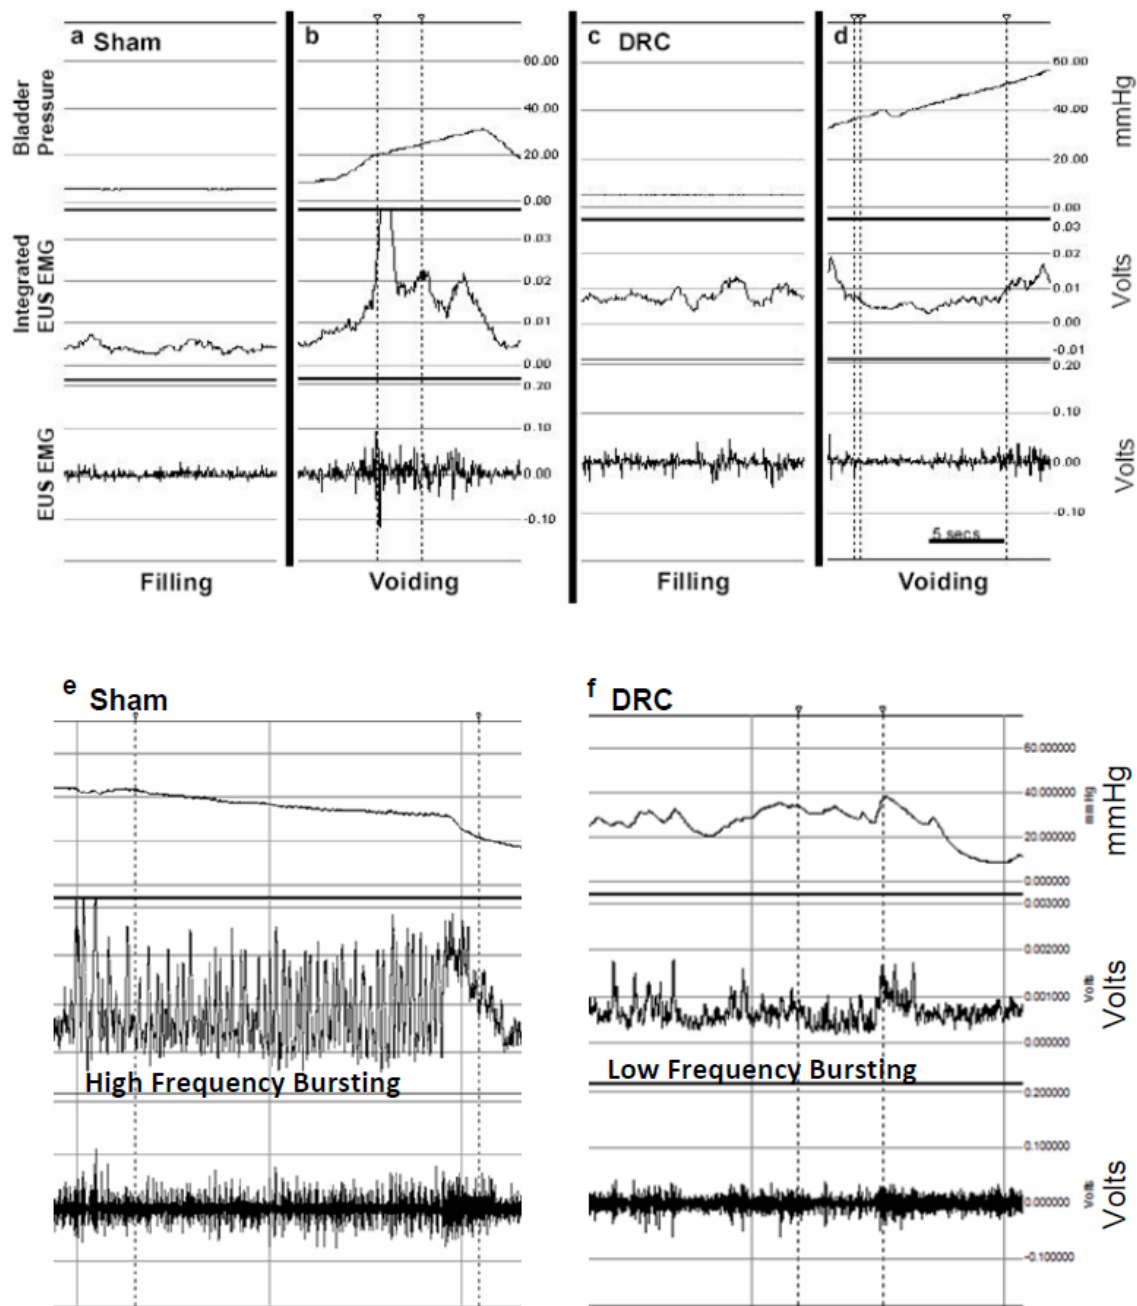 a Sham
b
c DRC
d
Bladder
Pressure
60.00
40.00
20.00
0.00
60.00
40.00
20.00
0.00
mmHg
Integrated
EUS EMG
0.03
0.02
0.01
0.00
0.03
0.02
0.01
0.00
-0.01
Volts
EUS EMG
0.20
0.10
0.00
-0.10
0.20
0.10
0.00
-0.10
Volts
5 secs
Filling
Voiding
Filling
Voiding
e Sham
f DRC
60.000000
40.000000
20.000000
0.000000
mmHg
mmHg
0.003000
0.002000
0.001000
0.000000
Volts
Volts
High Frequency Bursting
Low Frequency Bursting
0.200000
0.100000
0.000000
-0.100000
Volts
Volts